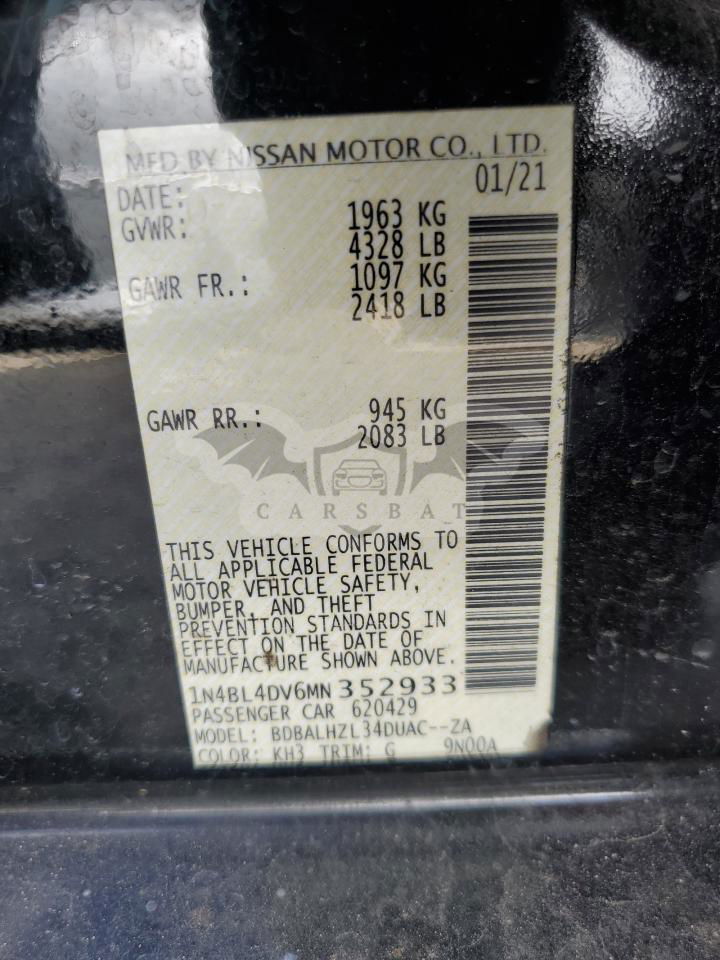 MFD BY NISSAN MOTOR CO., LTD.
DATE: 01/21
GVWR: 1963 KG
4328 LB
GAWR FR.: 1097 KG
2418 LB
GAWR RR.: 945 KG
2083 LB
CARSBAT
THIS VEHICLE CONFORMS TO
ALL APPLICABLE FEDERAL
MOTOR VEHICLE SAFETY,
BUMPER, AND THEFT
PREVENTION STANDARDS IN
EFFECT ON THE DATE OF
MANUFACTURE SHOWN ABOVE.
1N4BL4DV6MN352933
PASSENGER CAR 620429
MODEL: BDBALHZL34DUAC--ZA
COLOR: KH3 TRIM: G 9N00A